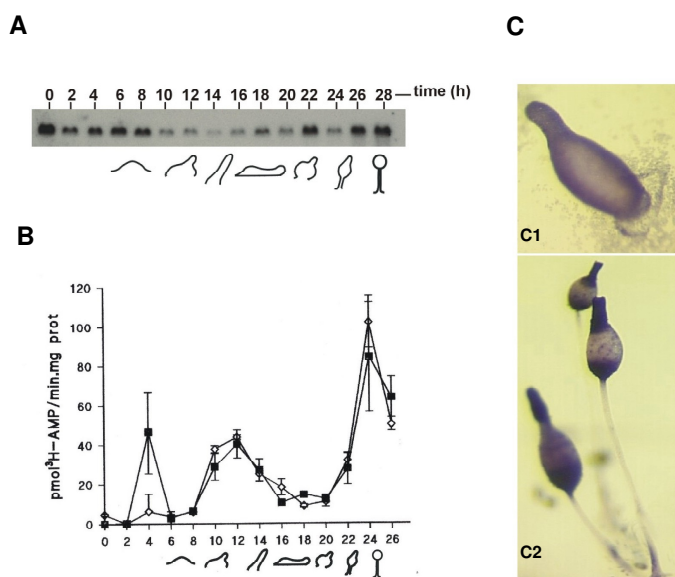 A
0 2 4 6 8 10 12 14 16 18 20 22 24 26 28 — time (h)
B
pmol³H–AMP/min.mg prot
120
100
80
60
40
20
0
0 2 4 6 8 10 12 14 16 18 20 22 24 26
C
C1
C2